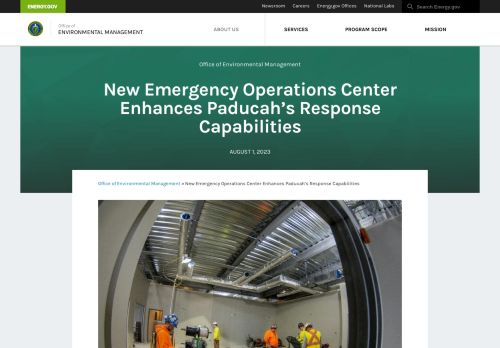 ENERGY.GOV
Newsroom Careers Energy.gov Offices National Labs Search Energy.gov
Office of
ENVIRONMENTAL MANAGEMENT
ABOUT US SERVICES PROGRAM SCOPE MISSION
Office of Environmental Management
New Emergency Operations Center
Enhances Paducah’s Response
Capabilities
AUGUST 1, 2023
Office of Environmental Management » New Emergency Operations Center Enhances Paducah’s Response Capabilities